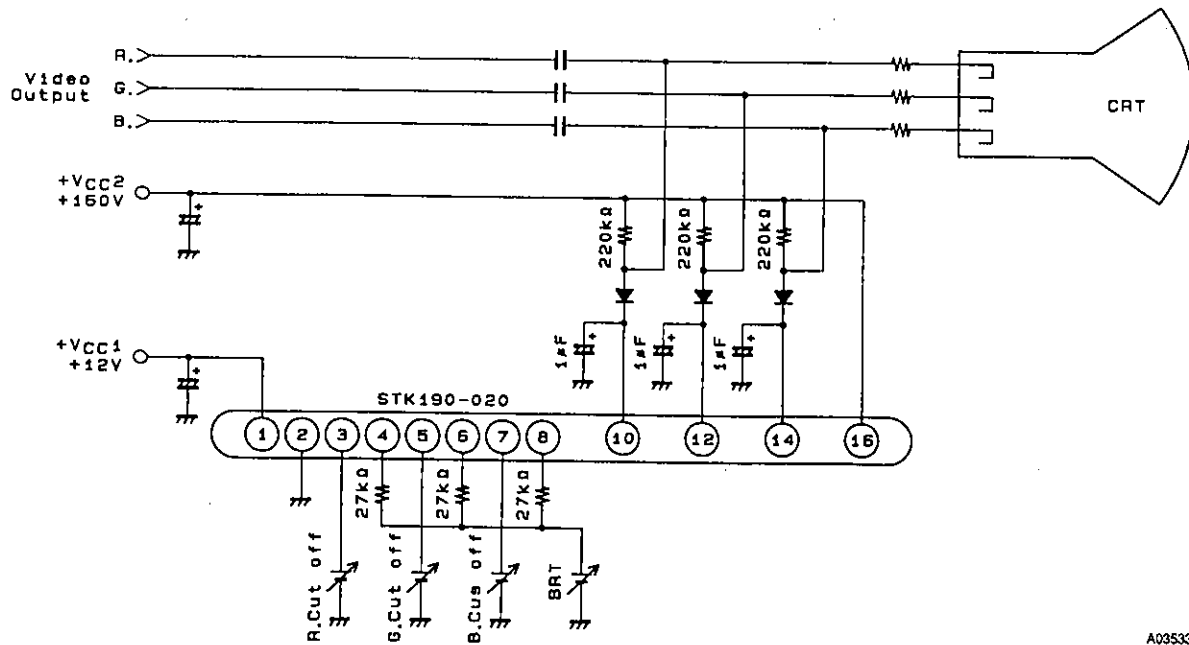 R.
Video
Output
G.
B.
CRT
+VCC2
+150V
220kΩ
220kΩ
220kΩ
+
+VCC1
+12V
+
1µF
+
1µF
+
1µF
+
STK190-020
1 2 3 4 5 6 7 8 10 12 14 16
27kΩ
27kΩ
27kΩ
R.Cut off
G.Cut off
B.Cus off
BRT
A03533